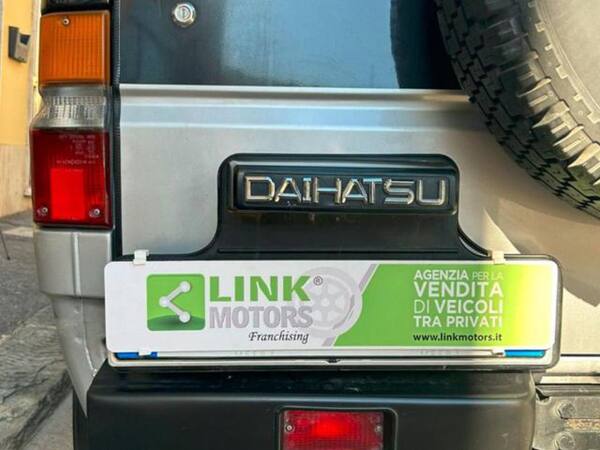 DAIHATSU
LINK®
MOTORS
Franchising
AGENZIA PER LA
VENDITA
DI VEICOLI
TRA PRIVATI
www.linkmotors.it